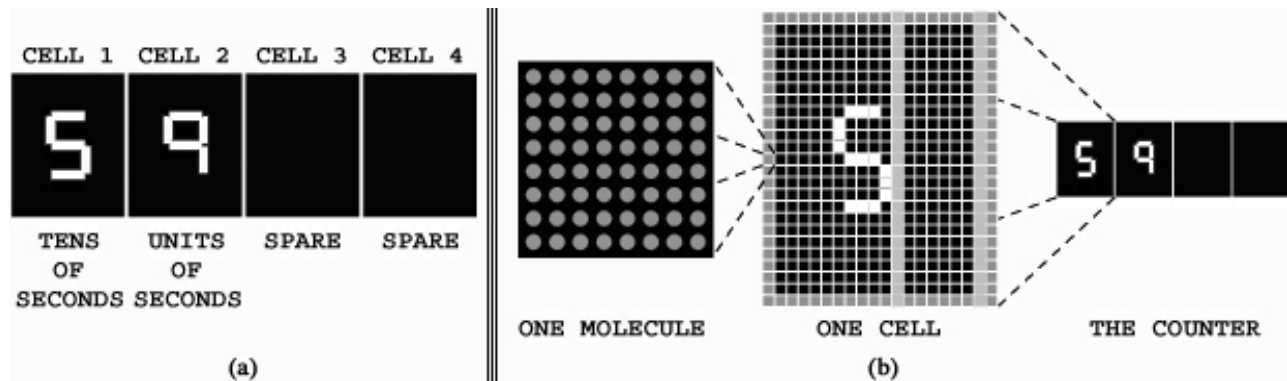 CELL 1 CELL 2 CELL 3 CELL 4
5 9
TENS UNITS SPARE SPARE
OF OF
SECONDS SECONDS
(a)
5
5 9
ONE MOLECULE ONE CELL THE COUNTER
(b)